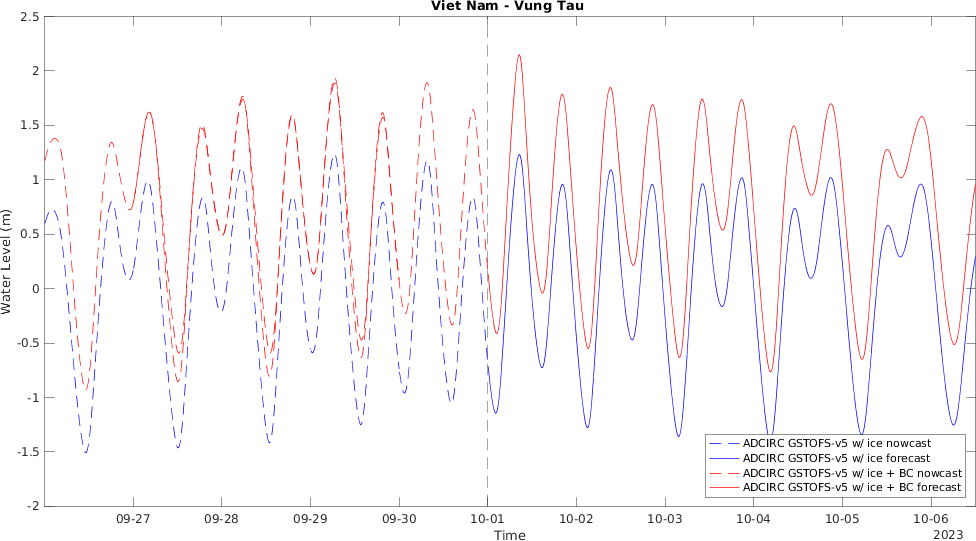 Viet Nam - Vung Tau
2.5
2
1.5
1
0.5
0
-0.5
-1
-1.5
-2
Water Level (m)
ADCIRC GSTOFS-v5 w/ ice nowcast
ADCIRC GSTOFS-v5 w/ ice forecast
ADCIRC GSTOFS-v5 w/ ice + BC nowcast
ADCIRC GSTOFS-v5 w/ ice + BC forecast
09-27 09-28 09-29 09-30 10-01 10-02 10-03 10-04 10-05 10-06
Time
2023